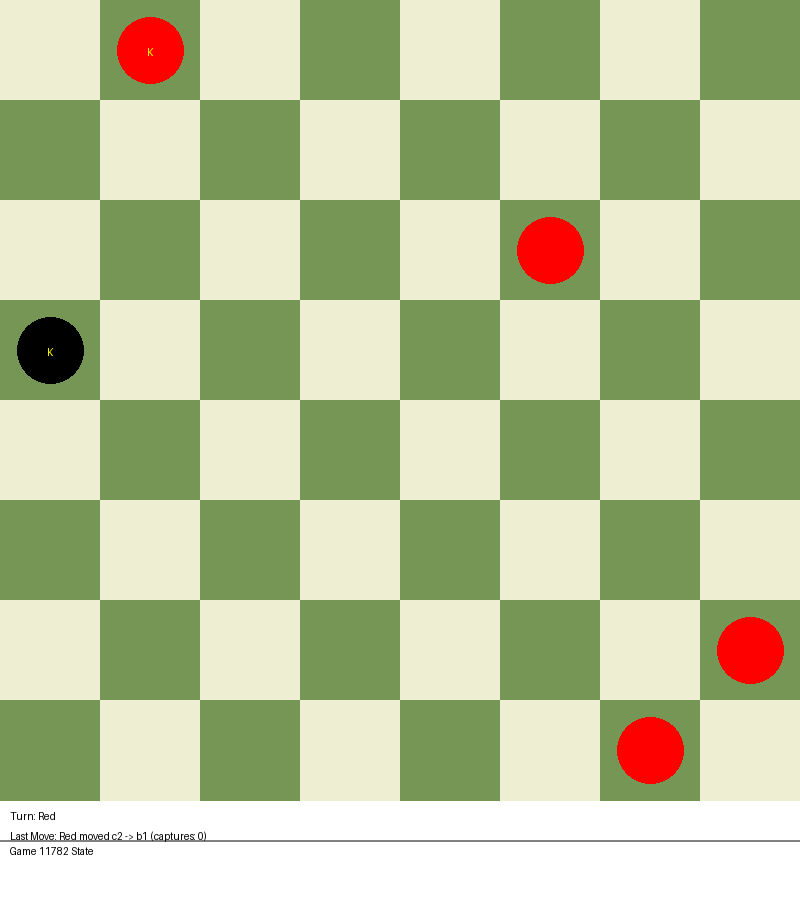 K
K
Turn: Red
Last Move: Red moved c2 -> b1 (captures: 0)
Game 11782 State